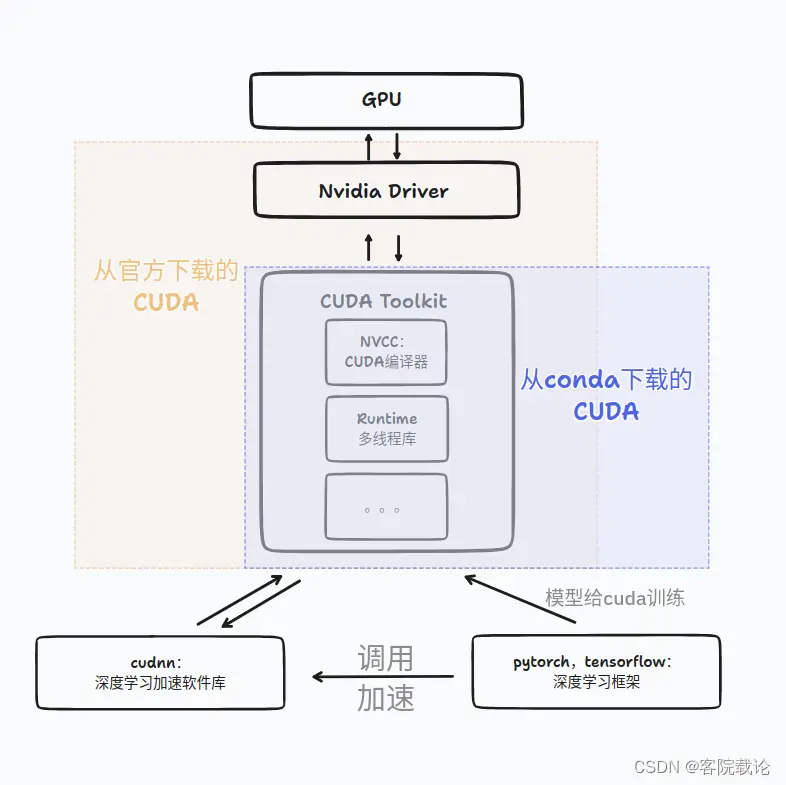 GPU
Nvidia Driver
从官方下载的
CUDA
CUDA Toolkit
NVCC:
CUDA编译器
从conda下载的
CUDA
Runtime
多线程库
。。。
模型给cuda训练
cudnn:
深度学习加速软件库
调用
加速
pytorch，tensorflow:
深度学习框架
CSDN @客院载论